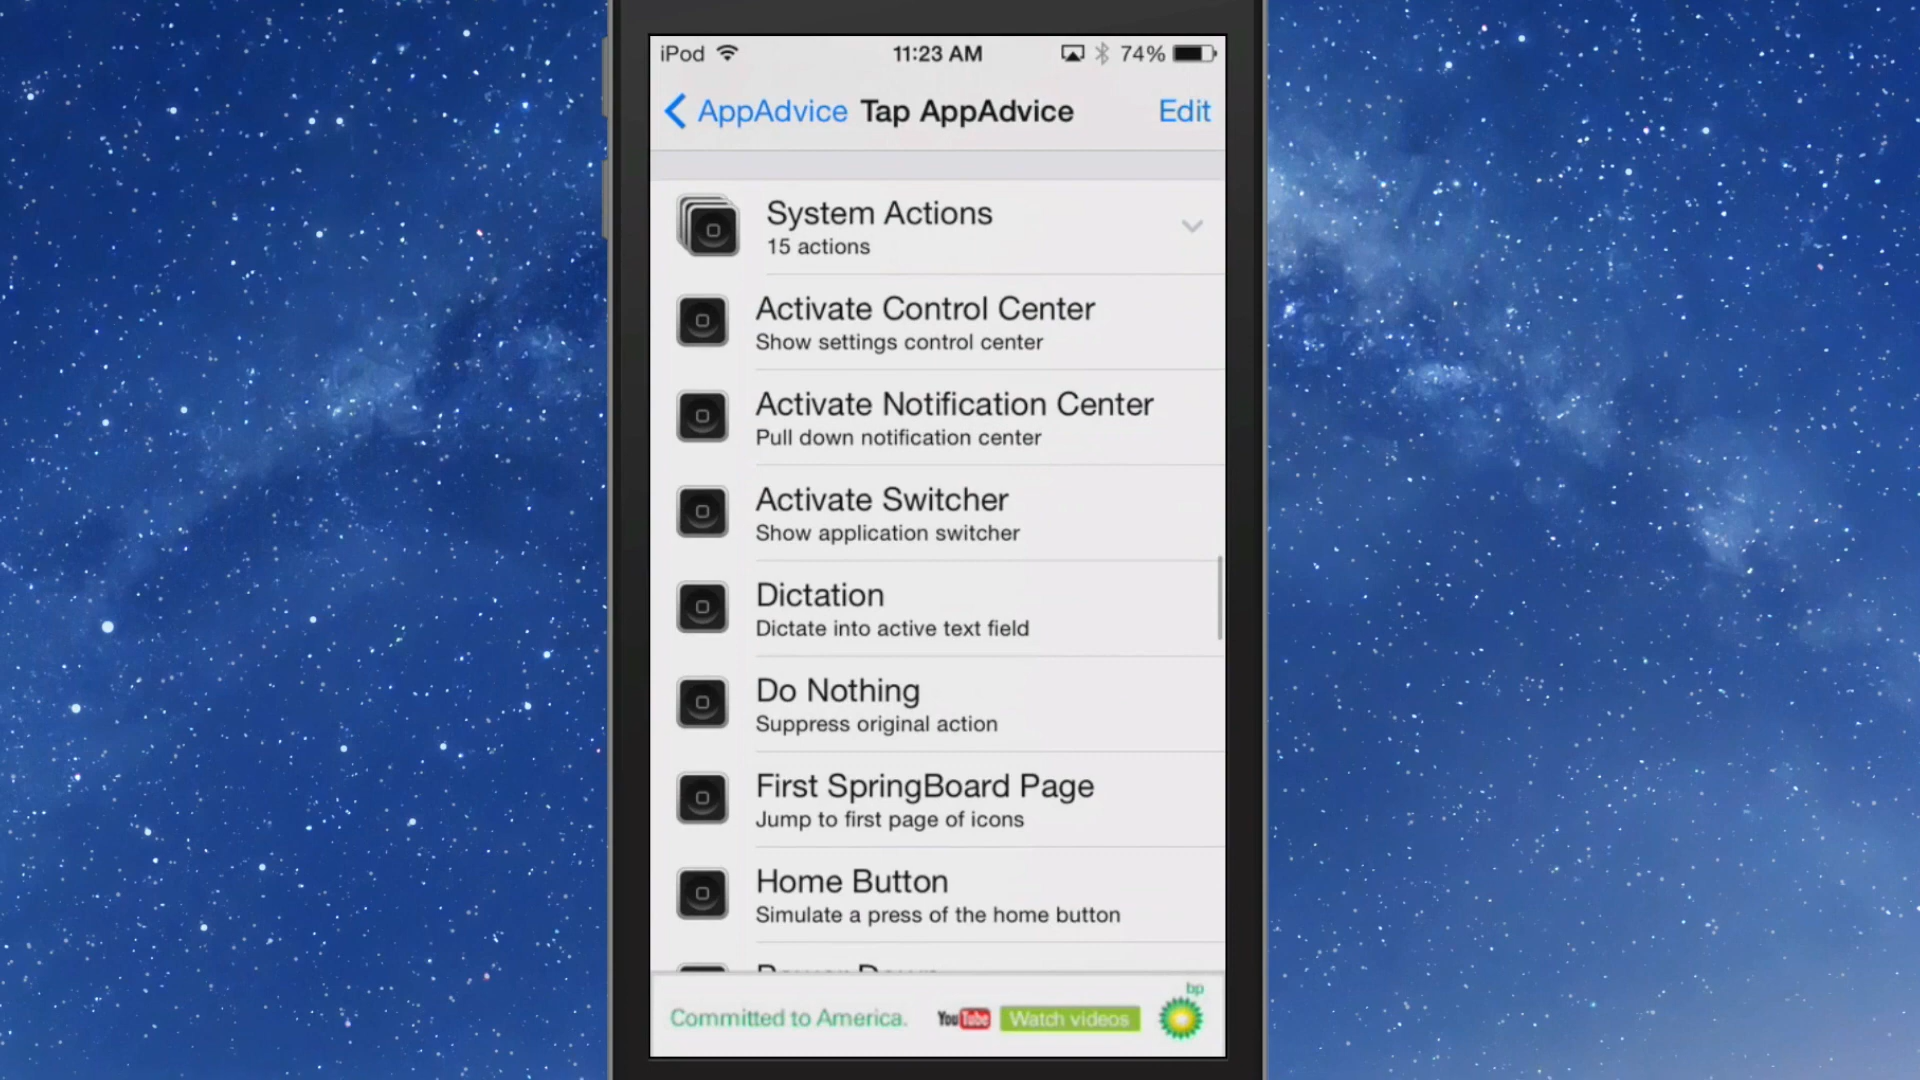 iPod 11:23 AM 74%
AppAdvice Tap AppAdvice Edit
System Actions
15 actions
Activate Control Center
Show settings control center
Activate Notification Center
Pull down notification center
Activate Switcher
Show application switcher
Dictation
Dictate into active text field
Do Nothing
Suppress original action
First SpringBoard Page
Jump to first page of icons
Home Button
Simulate a press of the home button
Power Down
bp
Committed to America. YouTube Watch videos